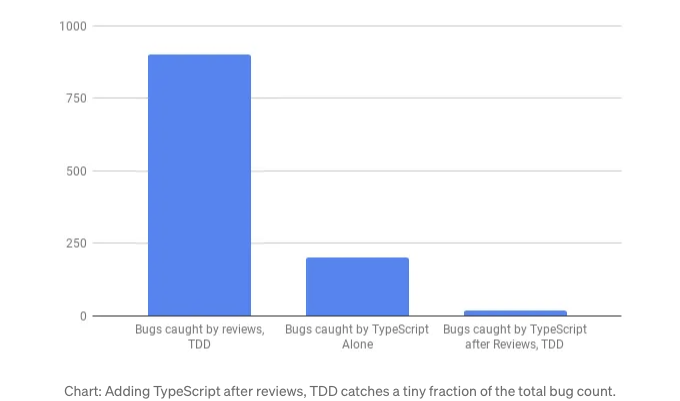 1000
750
500
250
0
Bugs caught by reviews,
TDD
Bugs caught by TypeScript
Alone
Bugs caught by TypeScript
after Reviews, TDD
Chart: Adding TypeScript after reviews, TDD catches a tiny fraction of the total bug count.